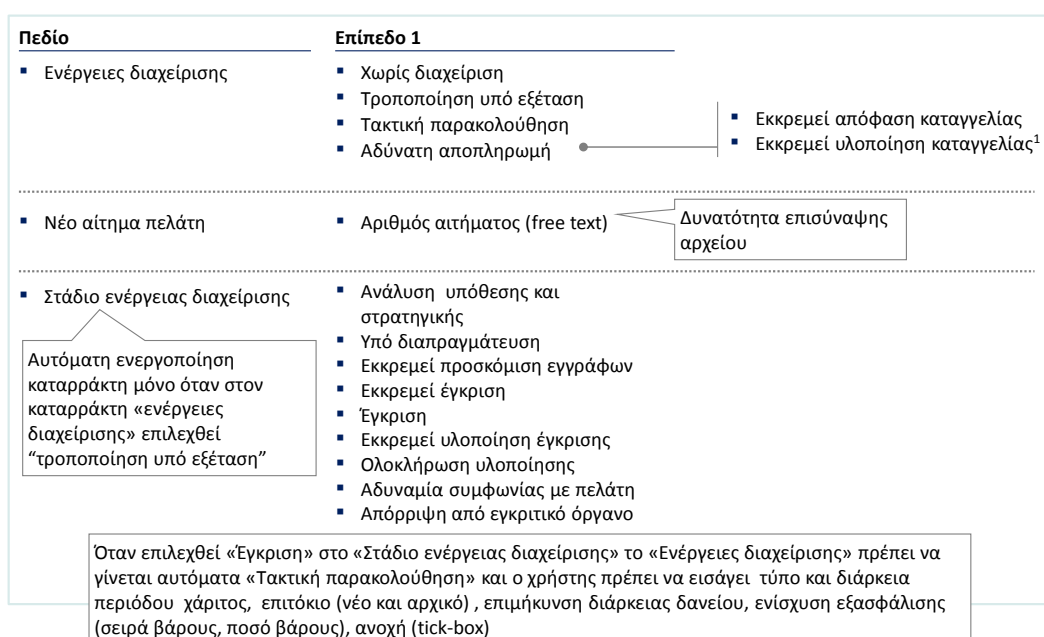 Πεδίο
Επίπεδο 1
▪ Ενέργειες διαχείρισης
▪ Χωρίς διαχείριση
▪ Τροποποίηση υπό εξέταση
▪ Τακτική παρακολούθηση
▪ Αδύνατη αποπληρωμή
▪ Εκκρεμεί απόφαση καταγγελίας
▪ Εκκρεμεί υλοποίηση καταγγελίας¹
▪ Νέο αίτημα πελάτη
▪ Αριθμός αιτήματος (free text)
Δυνατότητα επισύναψης
αρχείου
▪ Στάδιο ενέργειας διαχείρισης
Αυτόματη ενεργοποίηση
καταρράκτη μόνο όταν στον
καταρράκτη «ενέργειες
διαχείρισης» επιλεχθεί
“τροποποίηση υπό εξέταση”
▪ Ανάλυση υπόθεσης και
στρατηγικής
▪ Υπό διαπραγμάτευση
▪ Εκκρεμεί προσκόμιση εγγράφων
▪ Εκκρεμεί έγκριση
▪ Έγκριση
▪ Εκκρεμεί υλοποίηση έγκρισης
▪ Ολοκλήρωση υλοποίησης
▪ Αδυναμία συμφωνίας με πελάτη
▪ Απόρριψη από εγκριτικό όργανο
Όταν επιλεχθεί «Έγκριση» στο «Στάδιο ενέργειας διαχείρισης» το «Ενέργειες διαχείρισης» πρέπει να
γίνεται αυτόματα «Τακτική παρακολούθηση» και ο χρήστης πρέπει να εισάγει τύπο και διάρκεια
περιόδου χάριτος, επιτόκιο (νέο και αρχικό) , επιμήκυνση διάρκειας δανείου, ενίσχυση εξασφάλισης
(σειρά βάρους, ποσό βάρους), ανοχή (tick-box)